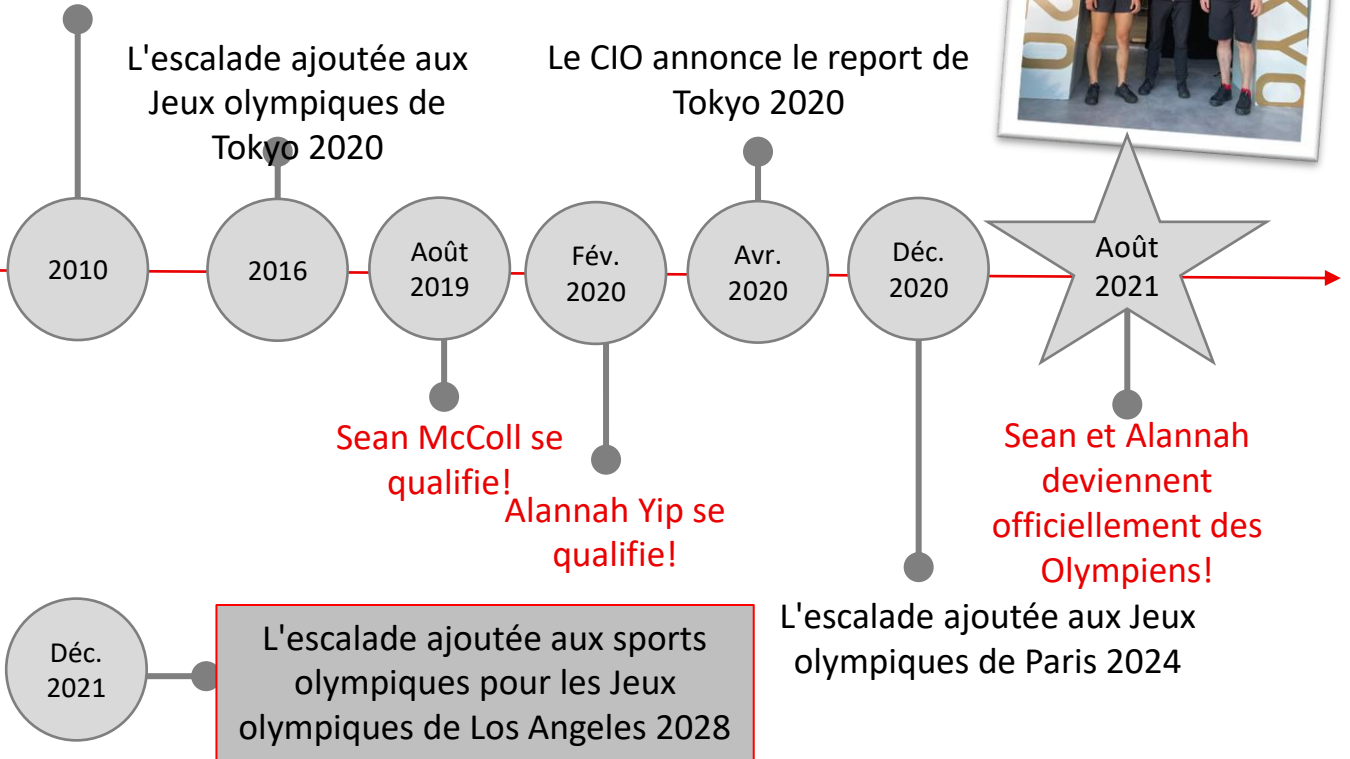 L'escalade ajoutée aux
Jeux olympiques de
Tokyo 2020
Le CIO annonce le report de
Tokyo 2020
2010
2016
Août
2019
Fév.
2020
Avr.
2020
Déc.
2020
Août
2021
Sean McColl se
qualifie!
Alannah Yip se
qualifie!
Sean et Alannah
deviennent
officiellement des
Olympiens!
L'escalade ajoutée aux Jeux
olympiques de Paris 2024
Déc.
2021
L'escalade ajoutée aux sports
olympiques pour les Jeux
olympiques de Los Angeles 2028